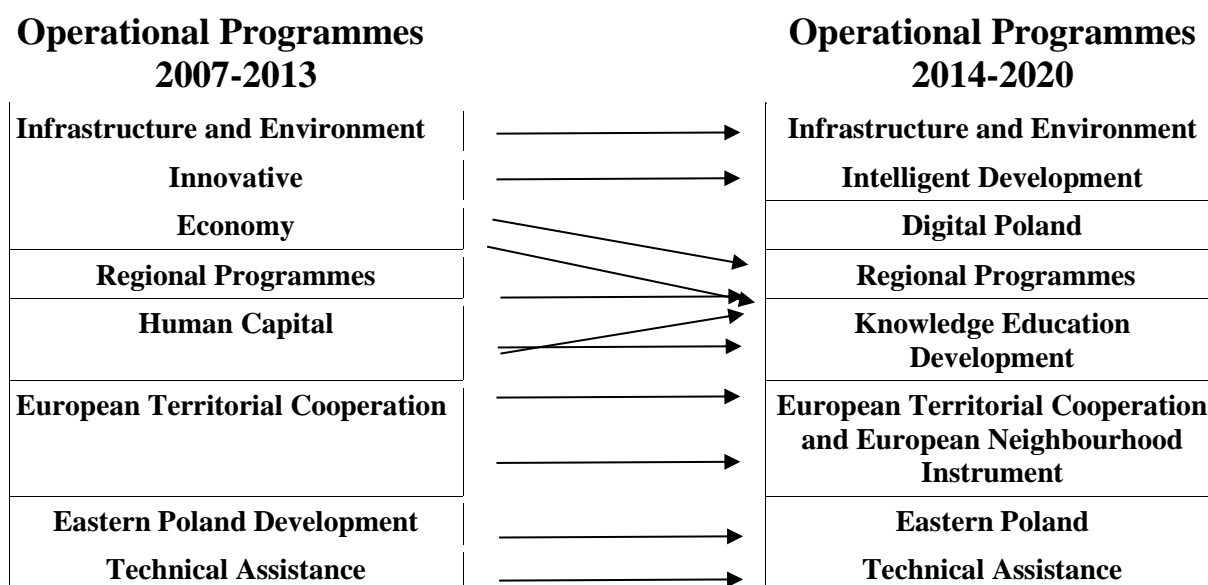 Operational Programmes
2007-2013
Infrastructure and Environment
Innovative
Economy
Regional Programmes
Human Capital
European Territorial Cooperation
Eastern Poland Development
Technical Assistance
Operational Programmes
2014-2020
Infrastructure and Environment
Intelligent Development
Digital Poland
Regional Programmes
Knowledge Education
Development
European Territorial Cooperation
and European Neighbourhood
Instrument
Eastern Poland
Technical Assistance